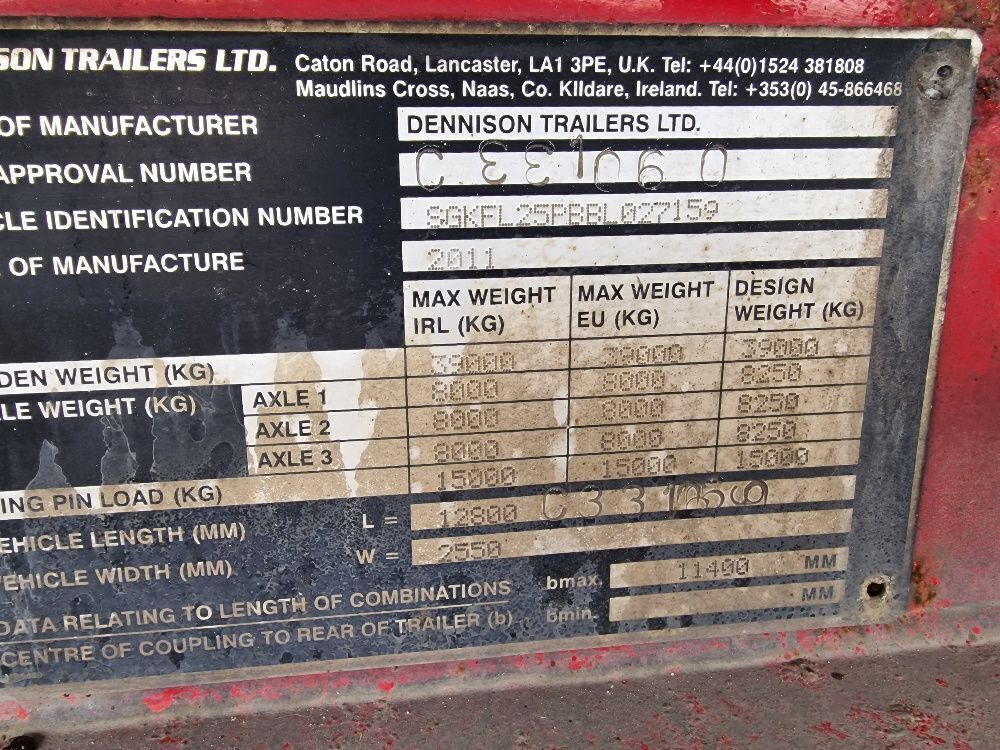 SON TRAILERS LTD. Caton Road, Lancaster, LA1 3PE, U.K. Tel: +44(0)1524 381808
Maudlins Cross, Naas, Co. KIldare, Ireland. Tel: +353(0) 45-866468
OF MANUFACTURER DENNISON TRAILERS LTD.
APPROVAL NUMBER
CLE IDENTIFICATION NUMBER SGKFL25PBBL027159
OF MANUFACTURE 2011
MAX WEIGHT IRL (KG) MAX WEIGHT EU (KG) DESIGN WEIGHT (KG)
DEN WEIGHT (KG) 39000 39000 39000
LE WEIGHT (KG) AXLE 1 8000 8000 8250
AXLE 2 8000 8000 8250
AXLE 3 8000 8000 8250
ING PIN LOAD (KG) 15000 15000 15000
EHICLE LENGTH (MM) L = 12800
VEHICLE WIDTH (MM) W = 2550
DATA RELATING TO LENGTH OF COMBINATIONS bmax. 11400 MM
CENTRE OF COUPLING TO REAR OF TRAILER (b) bmin. MM